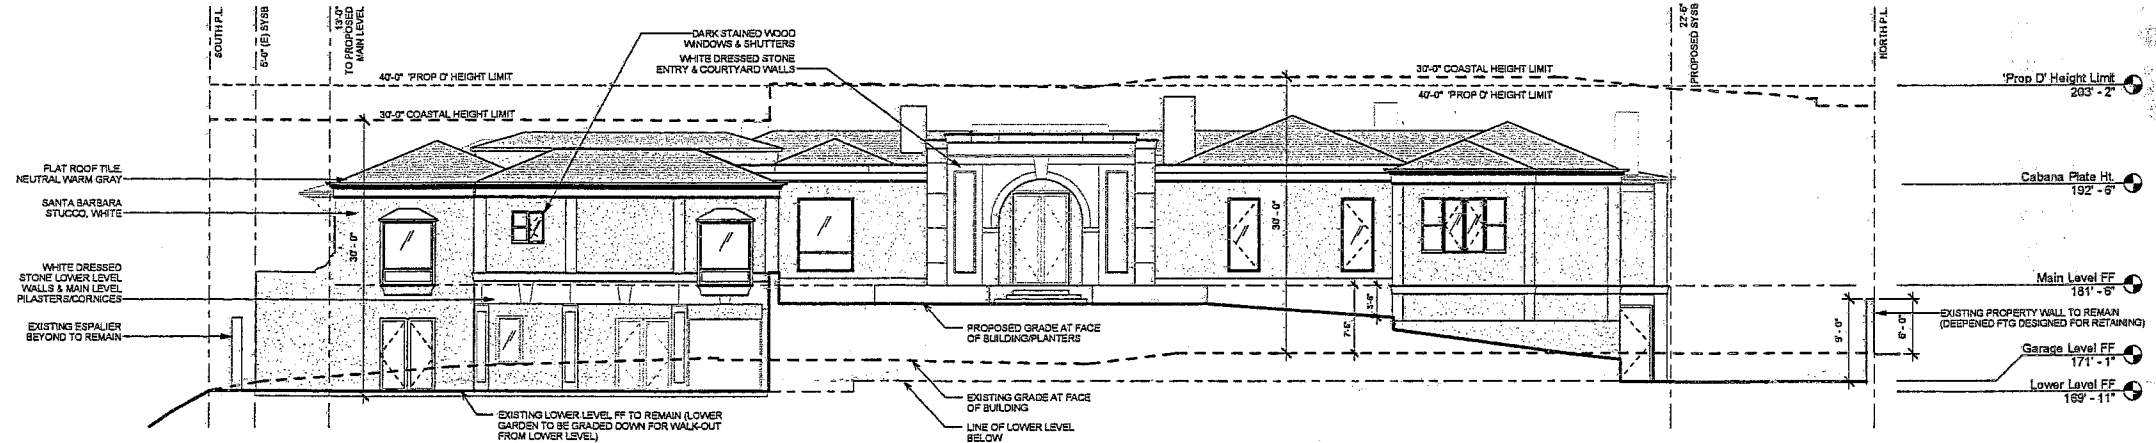 SOUTH P.L.
5'-0" (E) SYSB
13'-0"
TO PROPOSED
MAIN LEVEL
22'-6"
PROPOSED SYSB
NORTH P.L.
DARK STAINED WOOD
WINDOWS & SHUTTERS
WHITE DRESSED STONE
ENTRY & COURTYARD WALLS
40'-0" 'PROP D' HEIGHT LIMIT
30'-0" COASTAL HEIGHT LIMIT
30'-0" COASTAL HEIGHT LIMIT
40'-0" 'PROP D' HEIGHT LIMIT
'Prop D' Height Limit
203' - 2"
FLAT ROOF TILE,
NEUTRAL WARM GRAY
Cabana Plate Ht.
192' - 6"
SANTA BARBARA
STUCCO, WHITE
30' - 0"
30' - 0"
WHITE DRESSED
STONE LOWER LEVEL
WALLS & MAIN LEVEL
PILASTERS/CORNICES
Main Level FF
181' - 6"
7'-6"
9' - 0"
6' - 0"
EXISTING ESPALIER
BEYOND TO REMAIN
PROPOSED GRADE AT FACE
OF BUILDING/PLANTERS
EXISTING PROPERTY WALL TO REMAIN
(DEEPENED FTG DESIGNED FOR RETAINING)
Garage Level FF
171' - 1"
Lower Level FF
169' - 11"
EXISTING GRADE AT FACE
OF BUILDING
EXISTING LOWER LEVEL FF TO REMAIN (LOWER
GARDEN TO BE GRADED DOWN FOR WALK-OUT
FROM LOWER LEVEL)
LINE OF LOWER LEVEL
BELOW